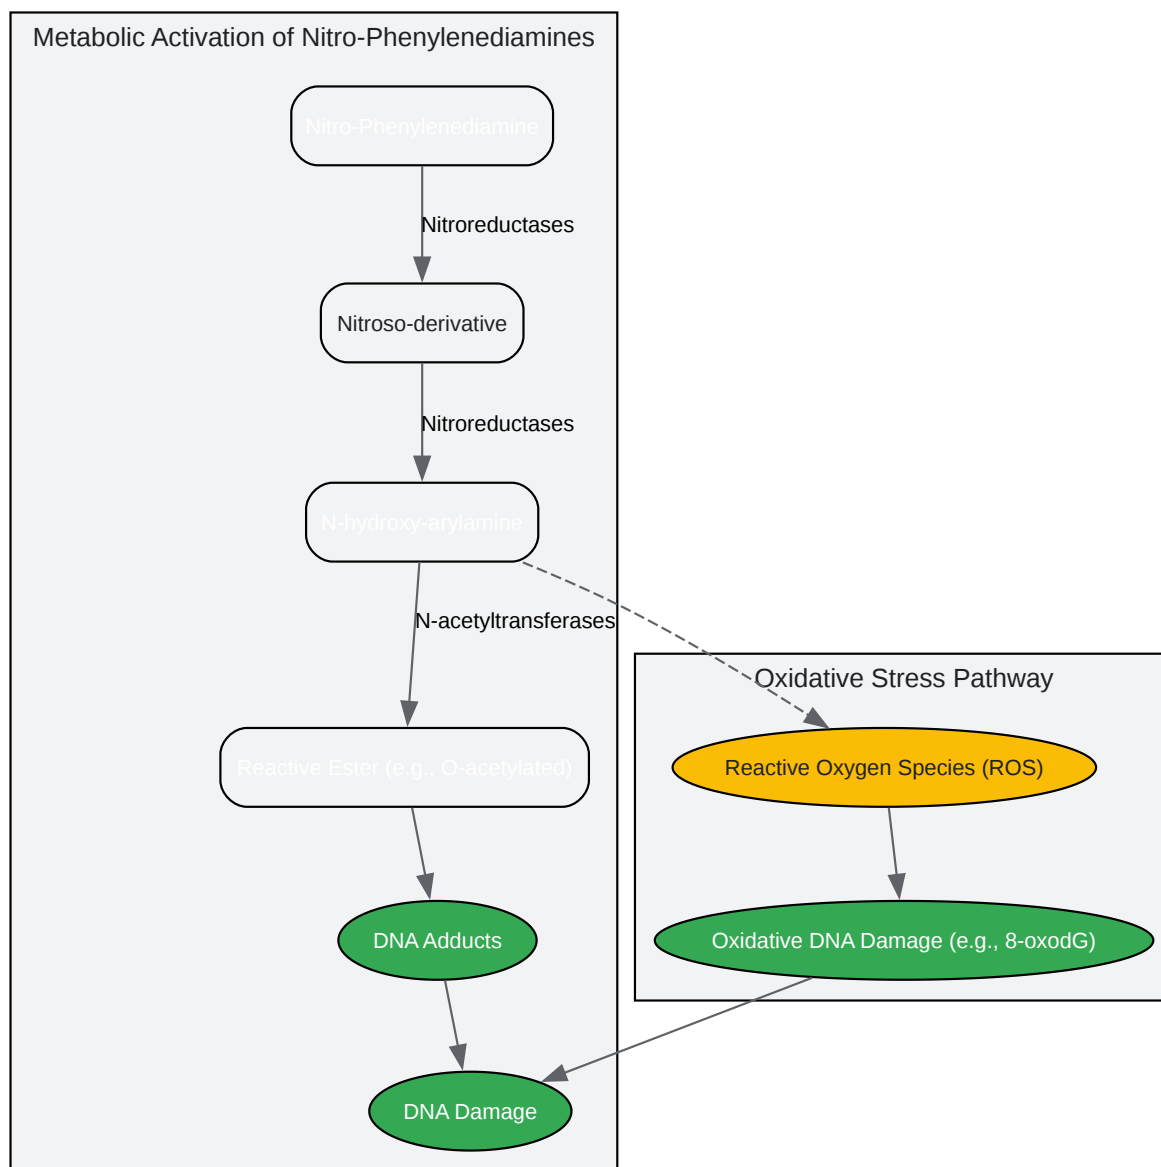 Metabolic Activation of Nitro-Phenylenediamines
Nitro-Phenylenediamine
Nitroreductases
Nitroso-derivative
Nitroreductases
N-hydroxy-arylamine
N-acetyltransferases
Oxidative Stress Pathway
Reactive Ester (e.g., O-acetylated)
Reactive Oxygen Species (ROS)
DNA Adducts
Oxidative DNA Damage (e.g., 8-oxodG)
DNA Damage